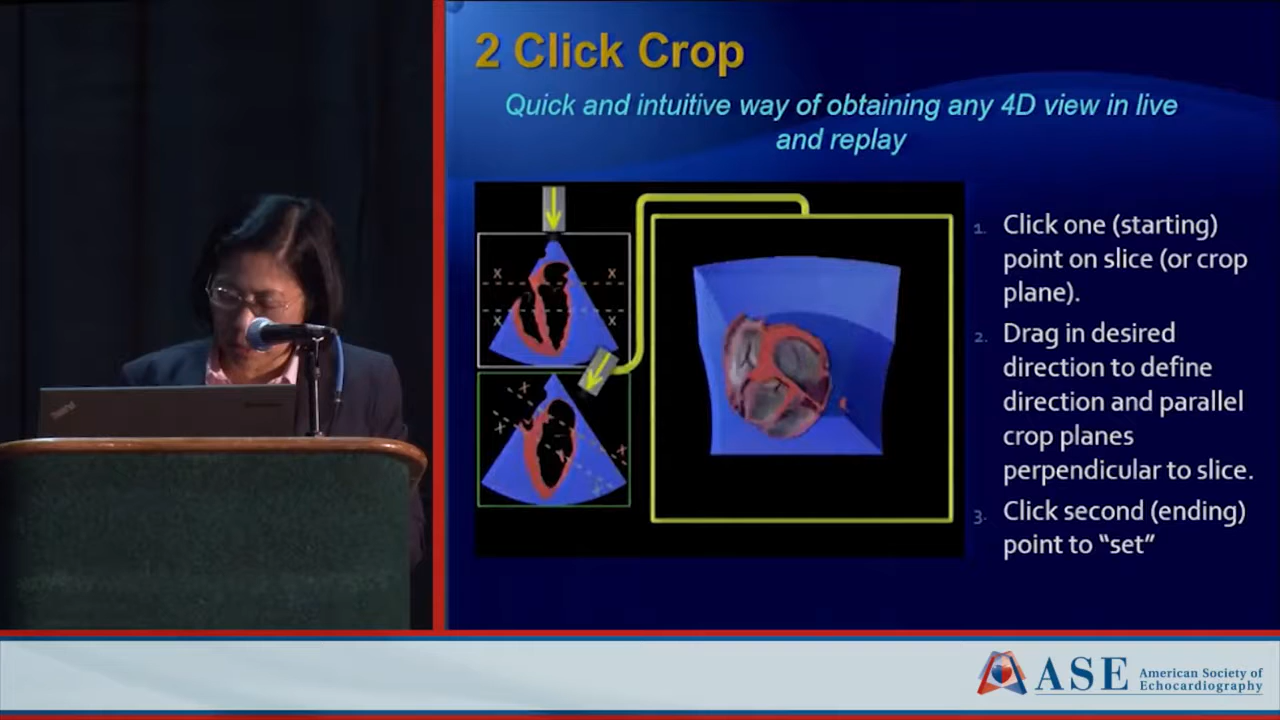 2 Click Crop
Quick and intuitive way of obtaining any 4D view in live
and replay
X X
X X
1. Click one (starting)
point on slice (or crop
plane).
2. Drag in desired
direction to define
direction and parallel
crop planes
perpendicular to slice.
3. Click second (ending)
point to “set”
ThinkPad
ASE American Society of
Echocardiography